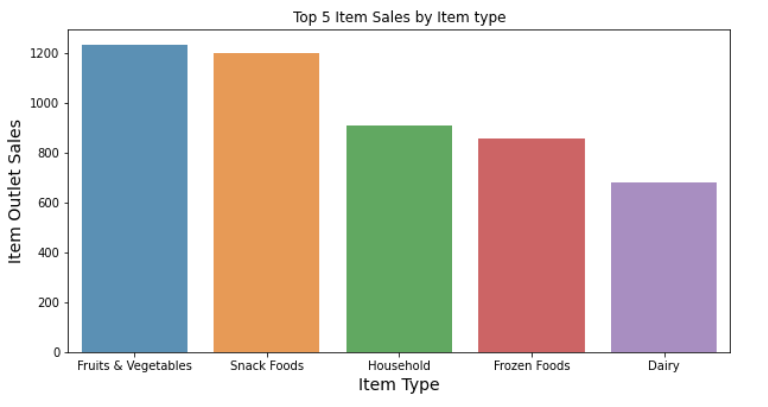 Top 5 Item Sales by Item type
Item Outlet Sales
1200
1000
800
600
400
200
0
Fruits & Vegetables
Snack Foods
Household
Frozen Foods
Dairy
Item Type